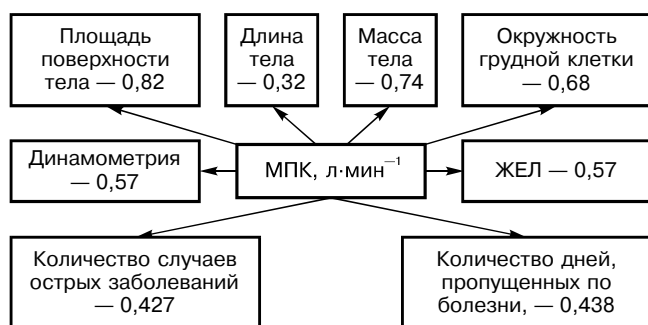 Площадь
поверхности
тела — 0,82
Длина
тела
— 0,32
Масса
тела
— 0,74
Окружность
грудной клетки
— 0,68
Динамометрия
— 0,57
МПК, л·мин⁻¹
ЖЕЛ — 0,57
Количество случаев
острых заболеваний
— 0,427
Количество дней,
пропущенных по
болезни, — 0,438